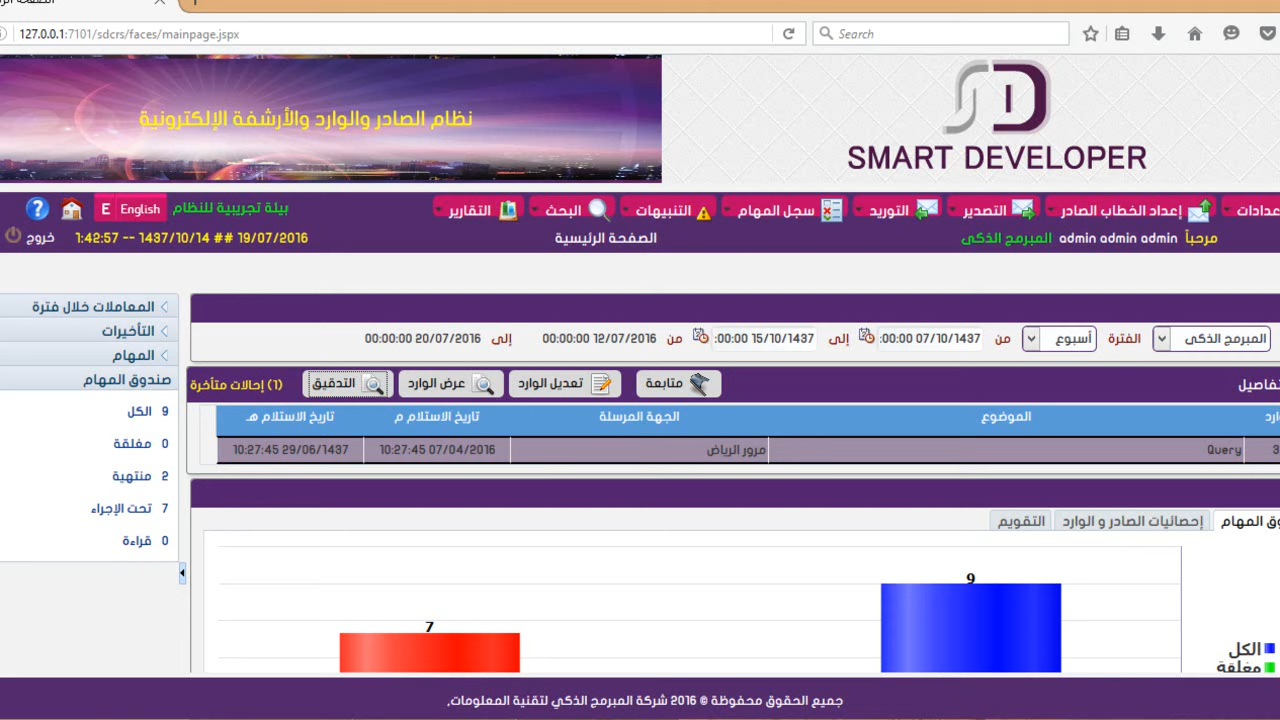 127.0.0.1:7101/sdcrs/faces/mainpage.jspx
Search
نظام الصادر والوارد والأرشفة الإلكترونية
SMART DEVELOPER
إعداد الخطاب الصادر
التصدير
التوريد
سجل المهام
التنبيهات
البحث
التقارير
بيئة تجريبية للنظام
English
E
مرحباً admin admin admin المبرمج الذكى
الصفحة الرئيسية
1:42:57 -- 1437/10/14 ## 19/07/2016
خروج
المبرمج الذكى
الفترة
أسبوع
من
07/10/1437 00:00:
إلى
15/10/1437 00:00:
من
12/07/2016 00:00:00
إلى
20/07/2016 00:00:00
متابعة
تعديل الوارد
عرض الوارد
التدقيق
(1) إحالات متأخرة
الموضوع
الجهة المرسلة
تاريخ الاستلام م
تاريخ الاستلام هـ
Query
مرور الرياض
07/04/2016 10:27:45
29/06/1437 10:27:45
المعاملات خلال فترة
التأخيرات
المهام
صندوق المهام
9 الكل
0 مغلقة
2 منتهية
7 تحت الإجراء
0 قراءة
المهام
إحصائيات الصادر و الوارد
التقويم
9
7
الكل
مغلقة
جميع الحقوق محفوظة © 2016 شركة المبرمج الذكي لتقنية المعلومات,